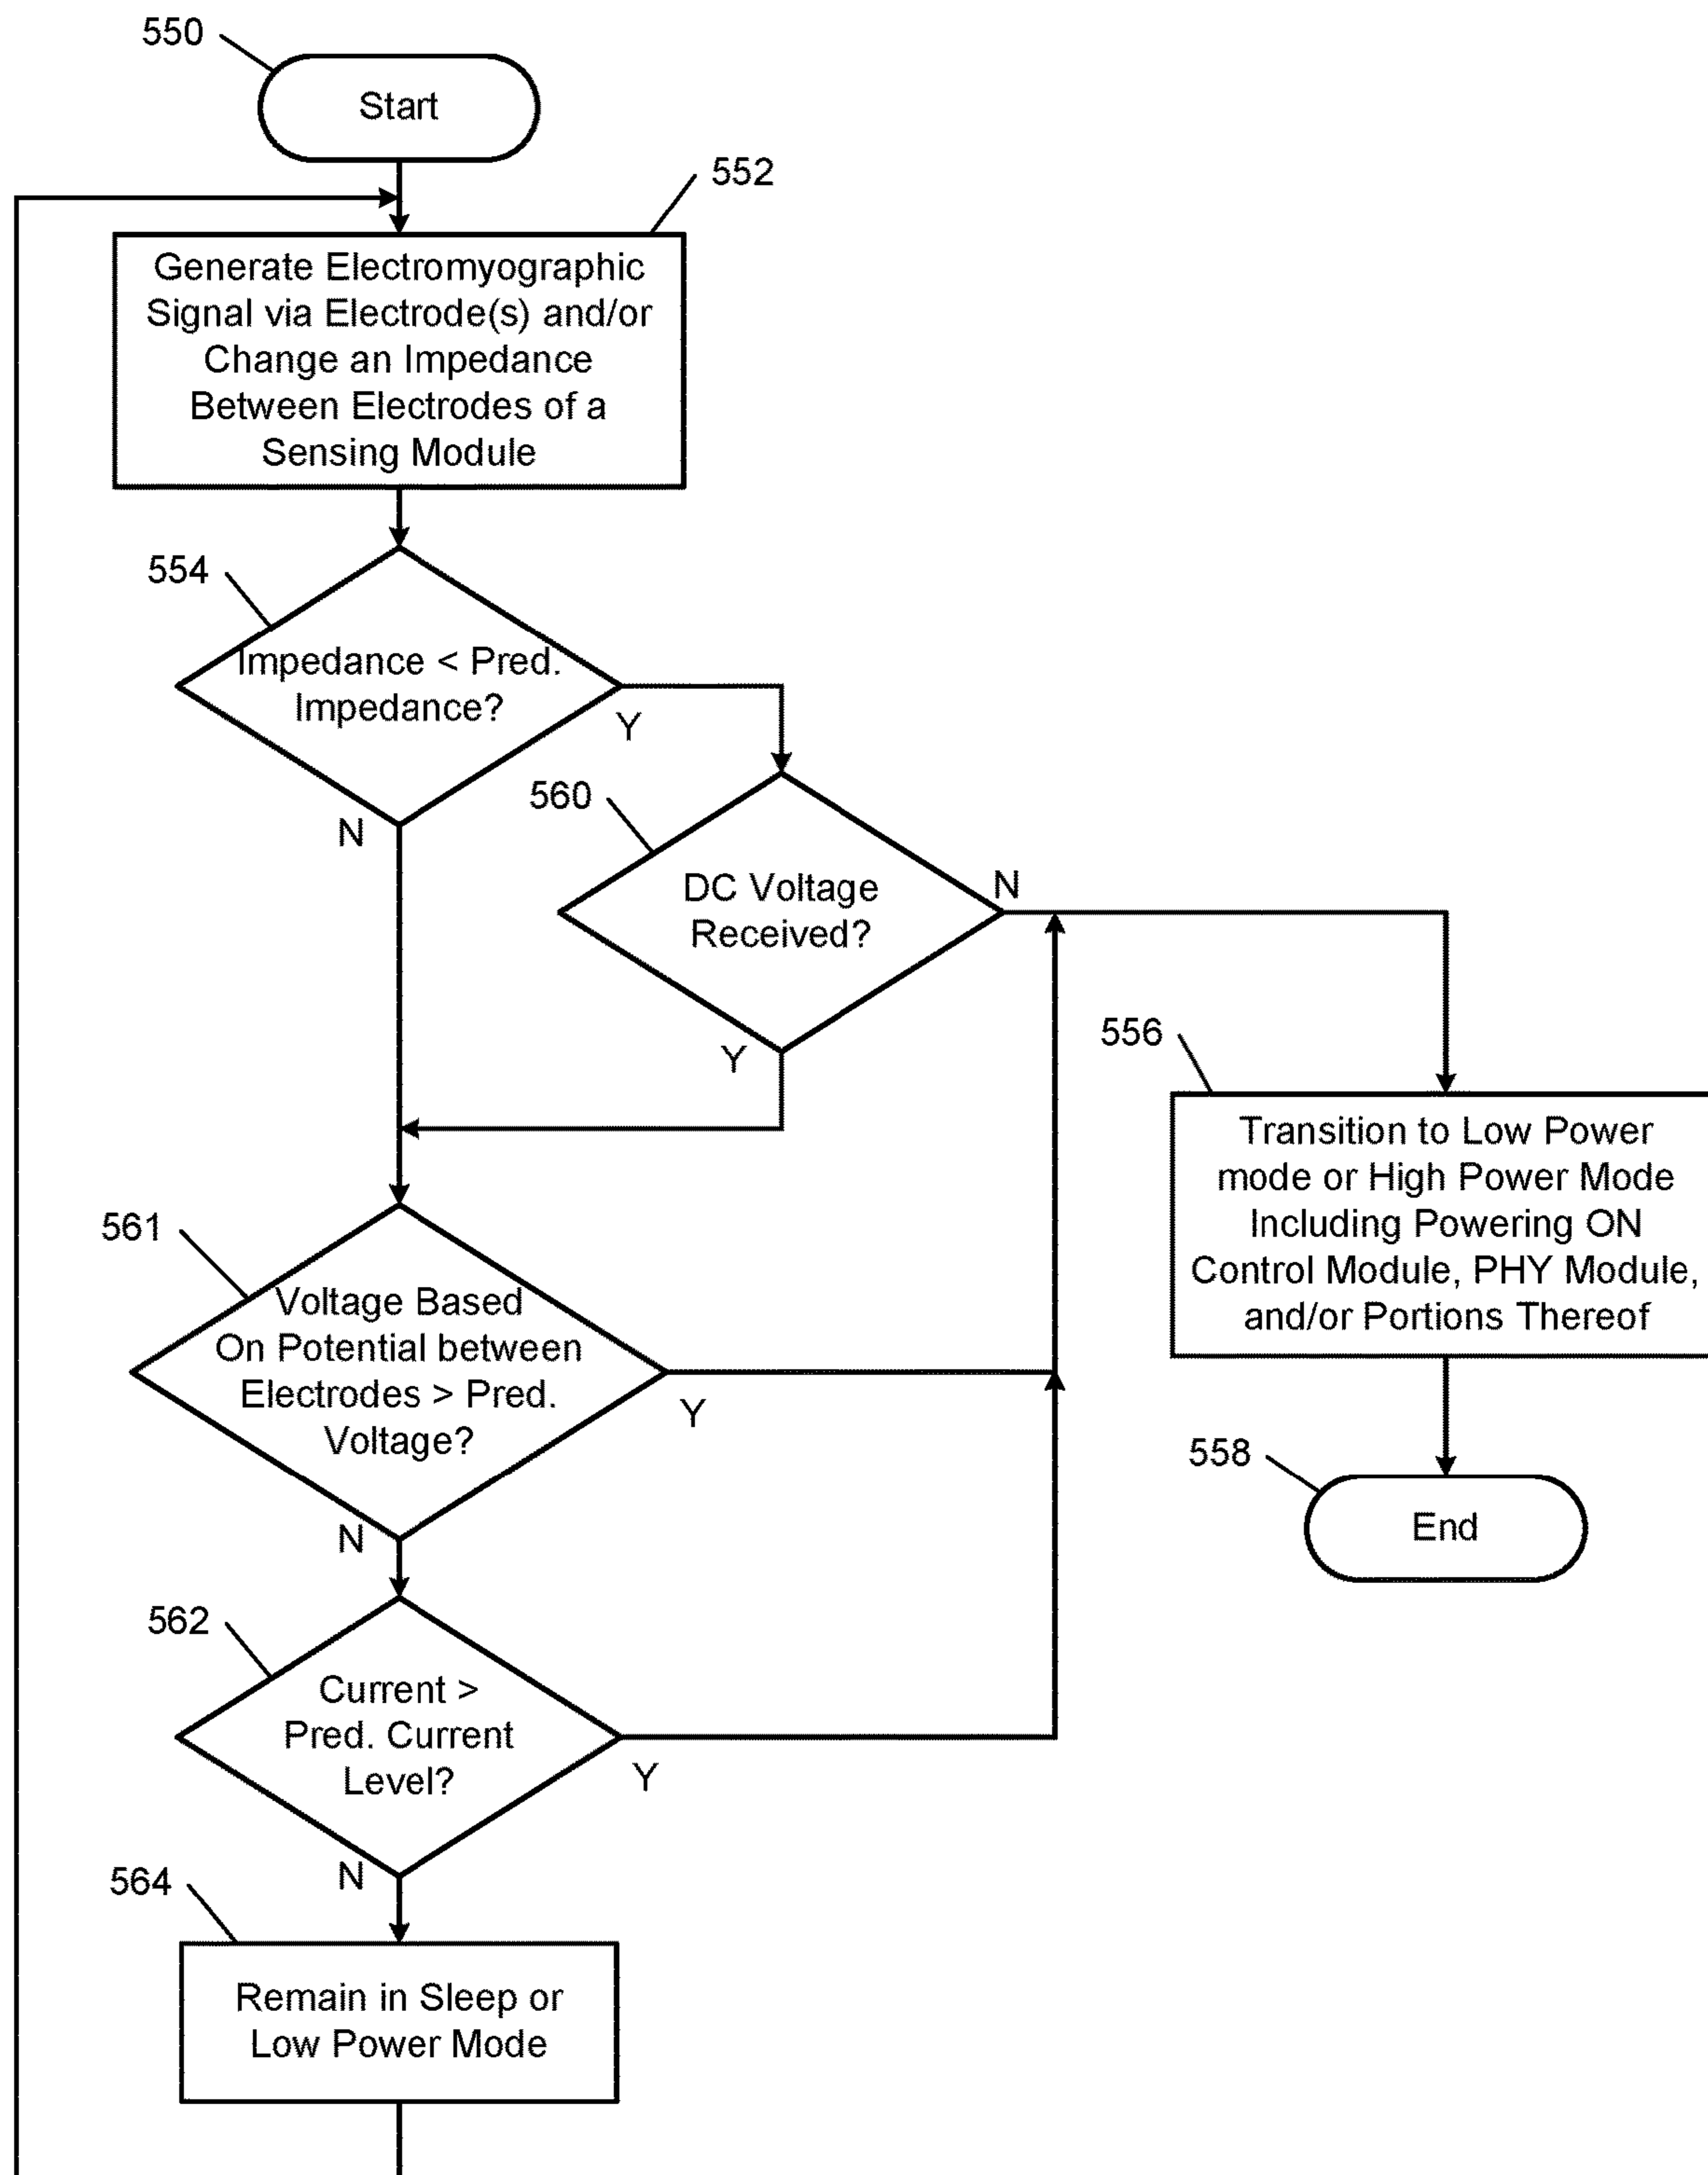 550
Start
552
Generate Electromyographic
Signal via Electrode(s) and/or
Change an Impedance
Between Electrodes of a
Sensing Module
554
Impedance < Pred.
Impedance?
Y
N
560
DC Voltage
Received?
N
Y
556
Transition to Low Power
mode or High Power Mode
Including Powering ON
Control Module, PHY Module,
and/or Portions Thereof
561
Voltage Based
On Potential between
Electrodes > Pred.
Voltage?
Y
N
558
End
562
Current >
Pred. Current
Level?
Y
N
564
Remain in Sleep or
Low Power Mode